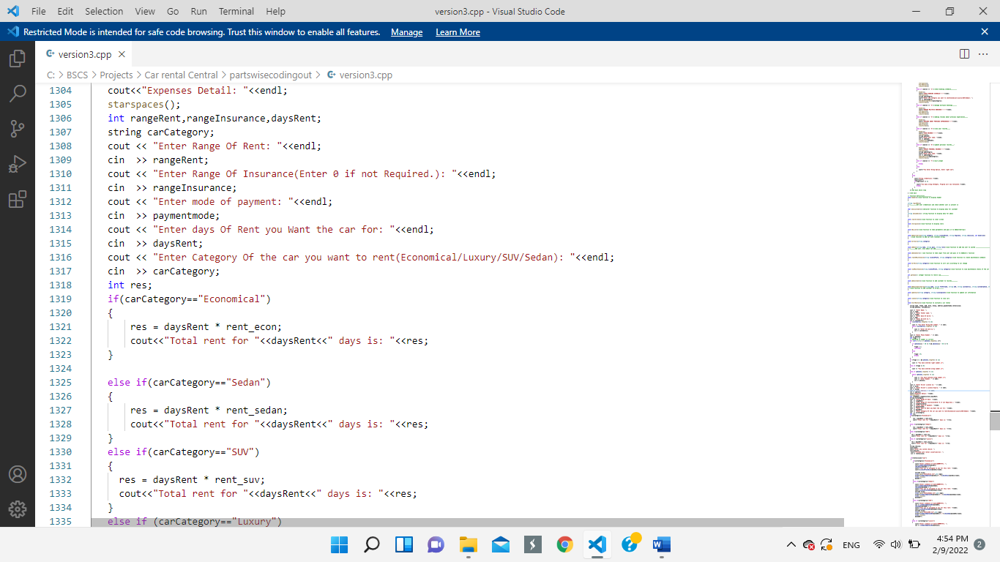 File Edit Selection View Go Run Terminal Help version3.cpp - Visual Studio Code
Restricted Mode is intended for safe code browsing. Trust this window to enable all features. Manage Learn More
version3.cpp
C: > BSCS > Projects > Car rental Central > partswisecodingout > version3.cpp
1304 cout<<"Expenses Detail: "<<endl;
1305 starspaces();
1306 int rangeRent,rangeInsurance,daysRent;
1307 string carCategory;
1308 cout << "Enter Range Of Rent: "<<endl;
1309 cin  >> rangeRent;
1310 cout << "Enter Range Of Insurance(Enter 0 if not Required.): "<<endl;
1311 cin  >> rangeInsurance;
1312 cout << "Enter mode of payment: "<<endl;
1313 cin  >> paymentmode;
1314 cout << "Enter days Of Rent you Want the car for: "<<endl;
1315 cin  >> daysRent;
1316 cout << "Enter Category Of the car you want to rent(Economical/Luxury/SUV/Sedan): "<<endl;
1317 cin  >> carCategory;
1318 int res;
1319 if(carCategory=="Economical")
1320 {
1321     res = daysRent * rent_econ;
1322     cout<<"Total rent for "<<daysRent<<" days is: "<<res;
1323 }
1324
1325 else if(carCategory=="Sedan")
1326 {
1327     res = daysRent * rent_sedan;
1328     cout<<"Total rent for "<<daysRent<<" days is: "<<res;
1329 }
1330 else if(carCategory=="SUV")
1331 {
1332   res = daysRent * rent_suv;
1333   cout<<"Total rent for "<<daysRent<<" days is: "<<res;
1334 }
1335 else if (carCategory=="Luxury")
ENG
4:54 PM
2/9/2022
2